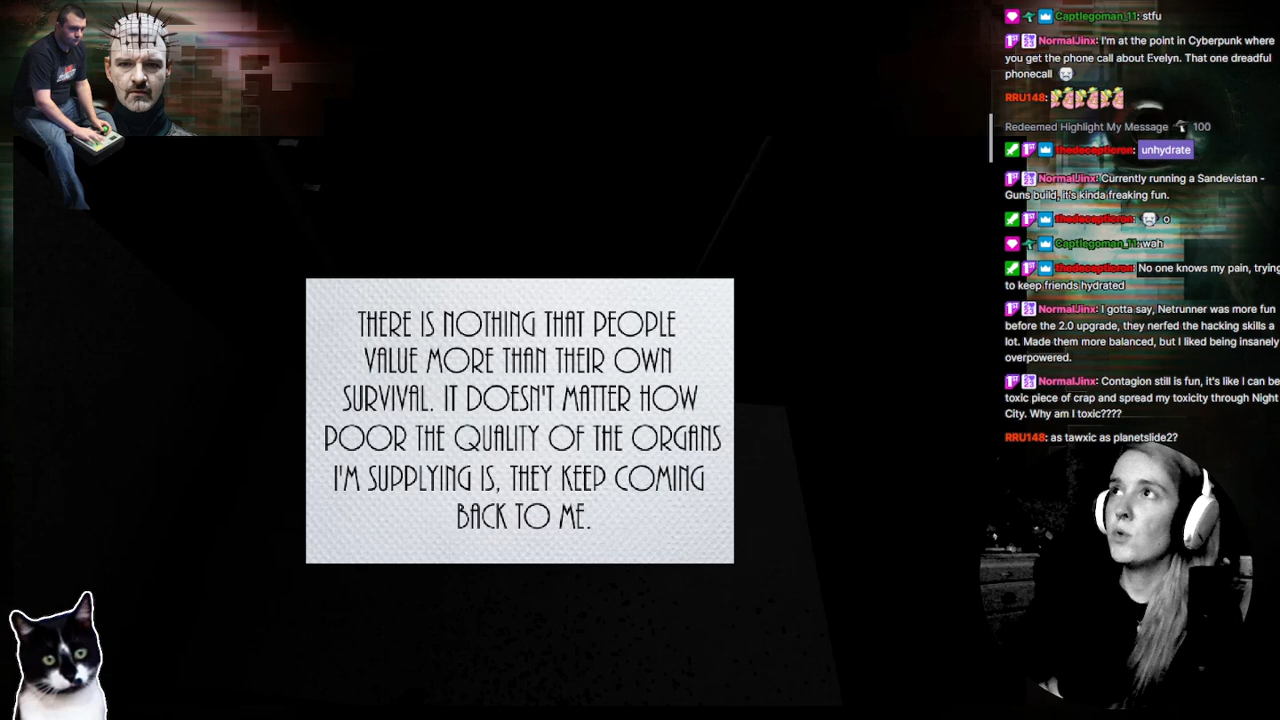 THERE IS NOTHING THAT PEOPLE
VALUE MORE THAN THEIR OWN
SURVIVAL. IT DOESN'T MATTER HOW
POOR THE QUALITY OF THE ORGANS
I'M SUPPLYING IS, THEY KEEP COMING
BACK TO ME.
Captlegoman_11: stfu
NormalJinx: I'm at the point in Cyberpunk where
you get the phone call about Evelyn. That one dreadful
phonecall
RRU148:
Redeemed Highlight My Message 100
thedecepticron: unhydrate
NormalJinx: Currently running a Sandevistan -
Guns build, it's kinda freaking fun.
thedecepticron: o
Captlegoman_11: wah
thedecepticron: No one knows my pain, trying
to keep friends hydrated
NormalJinx: I gotta say, Netrunner was more fun
before the 2.0 upgrade, they nerfed the hacking skills a
lot. Made them more balanced, but I liked being insanely
overpowered.
NormalJinx: Contagion still is fun, it's like I can be
toxic piece of crap and spread my toxicity through Night
City. Why am I toxic????
RRU148: as tawxic as planetslide2?